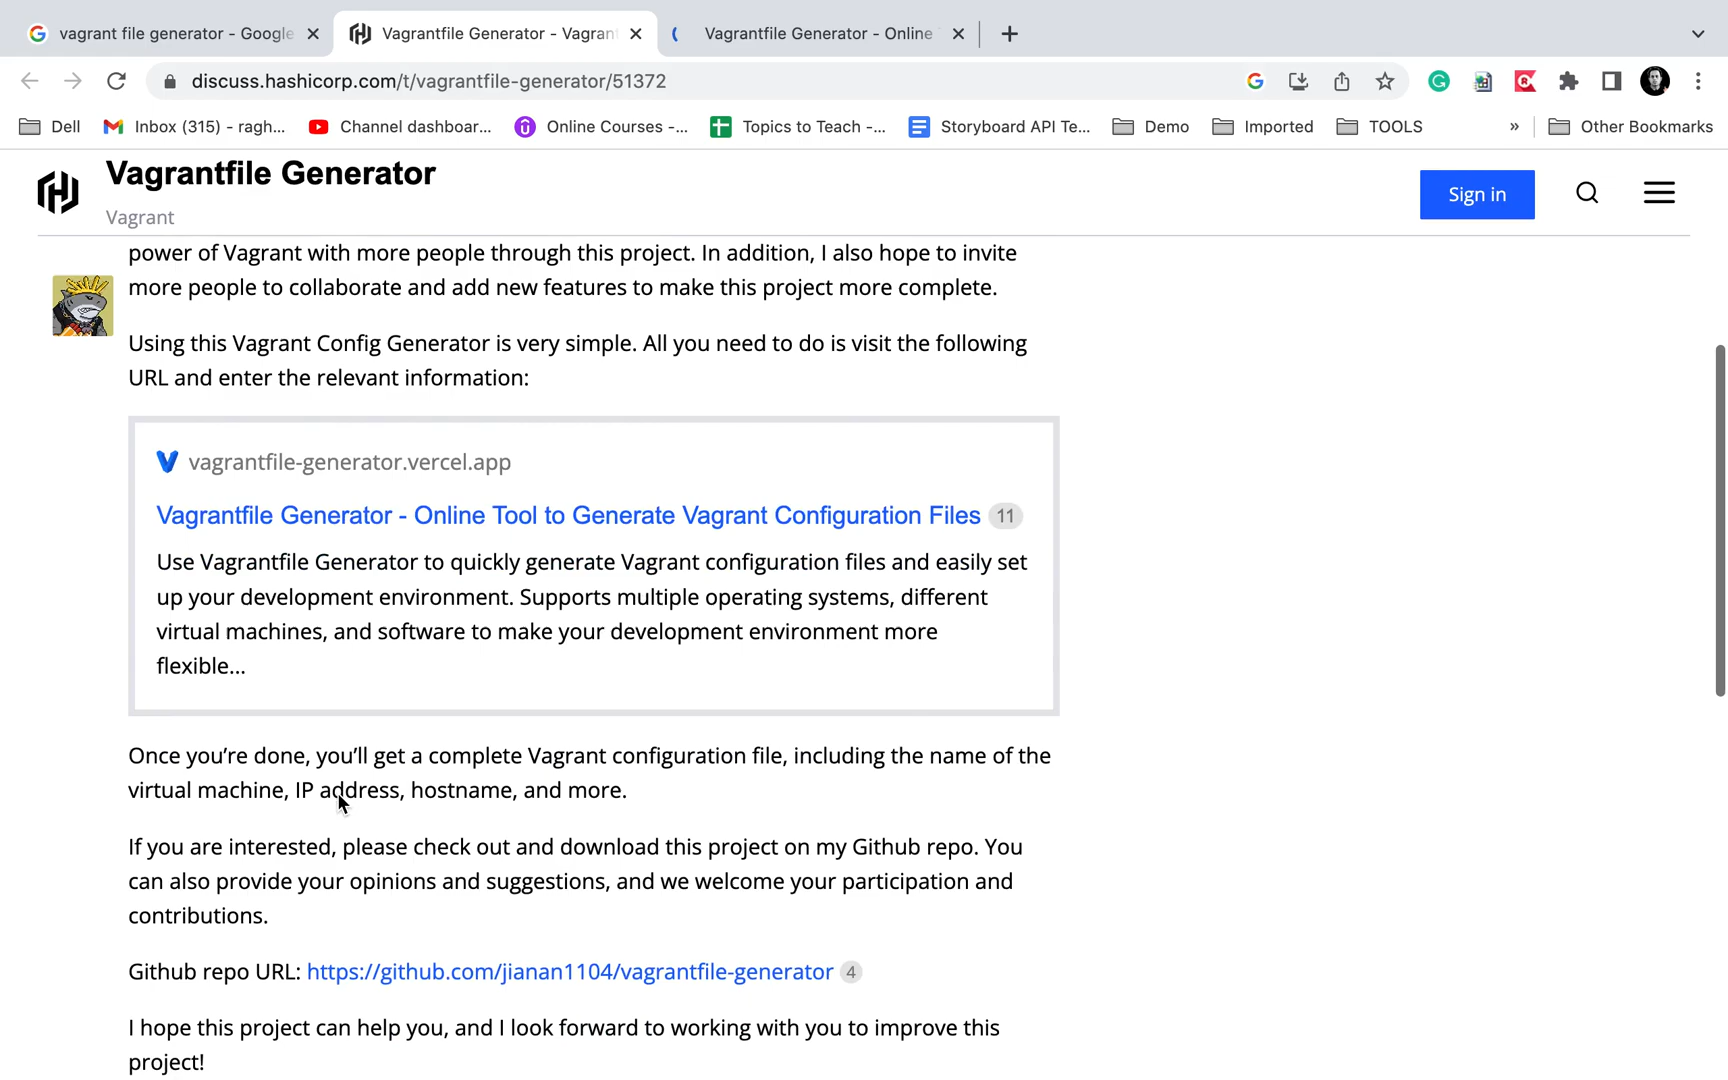 vagrant file generator - Google
Vagrantfile Generator - Vagran
Vagrantfile Generator - Online
discuss.hashicorp.com/t/vagrantfile-generator/51372
Dell
Inbox (315) - ragh...
Channel dashboar...
Online Courses -...
Topics to Teach -...
Storyboard API Te...
Demo
Imported
TOOLS
»
Other Bookmarks
Vagrantfile Generator
Vagrant
Sign in
power of Vagrant with more people through this project. In addition, I also hope to invite
more people to collaborate and add new features to make this project more complete.
Using this Vagrant Config Generator is very simple. All you need to do is visit the following
URL and enter the relevant information:
vagrantfile-generator.vercel.app
Vagrantfile Generator - Online Tool to Generate Vagrant Configuration Files 11
Use Vagrantfile Generator to quickly generate Vagrant configuration files and easily set
up your development environment. Supports multiple operating systems, different
virtual machines, and software to make your development environment more
flexible...
Once you're done, you'll get a complete Vagrant configuration file, including the name of the
virtual machine, IP address, hostname, and more.
If you are interested, please check out and download this project on my Github repo. You
can also provide your opinions and suggestions, and we welcome your participation and
contributions.
Github repo URL: https://github.com/jianan1104/vagrantfile-generator 4
I hope this project can help you, and I look forward to working with you to improve this
project!